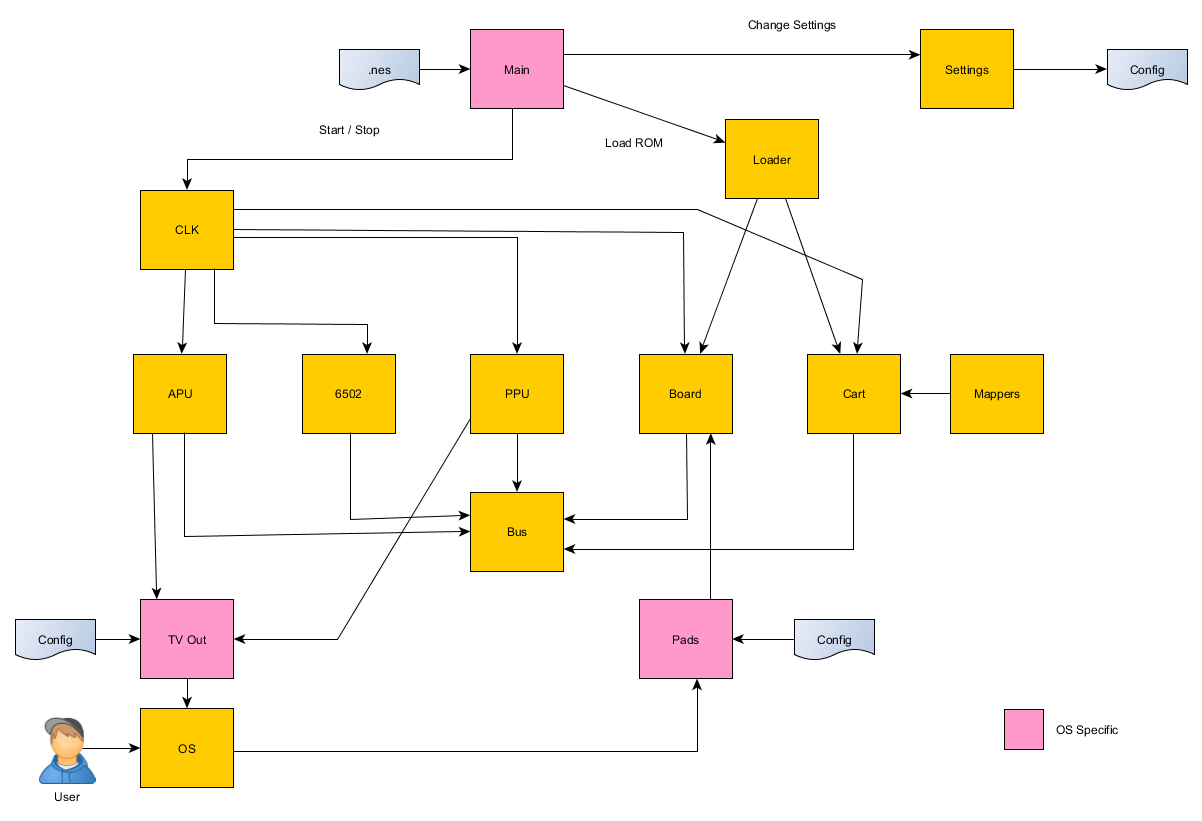 Change Settings
.nes
Main
Settings
Config
Start / Stop
Load ROM
Loader
CLK
APU
6502
PPU
Board
Cart
Mappers
Bus
Config
TV Out
Pads
Config
OS
OS Specific
User